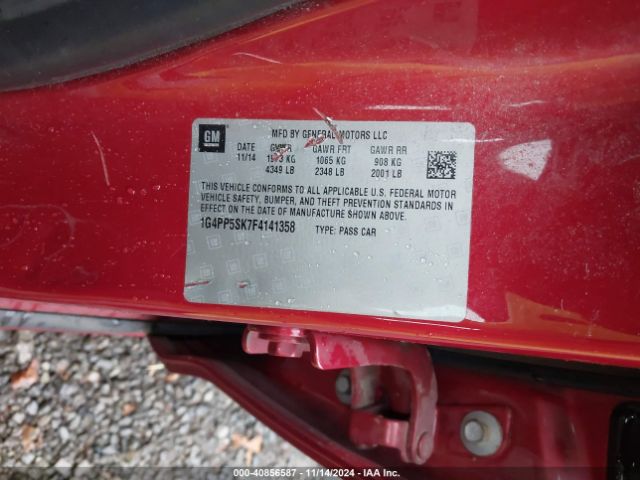 GM
MFD BY GENERAL MOTORS LLC
DATE GVWR GAWR FRT GAWR RR
11/14 1973 KG 1065 KG 908 KG
4349 LB 2348 LB 2001 LB
THIS VEHICLE CONFORMS TO ALL APPLICABLE U.S. FEDERAL MOTOR
VEHICLE SAFETY, BUMPER, AND THEFT PREVENTION STANDARDS IN
EFFECT ON THE DATE OF MANUFACTURE SHOWN ABOVE.
1G4PP5SK7F4141358 TYPE: PASS CAR
000-40856587 - 11/14/2024 - IAA Inc.